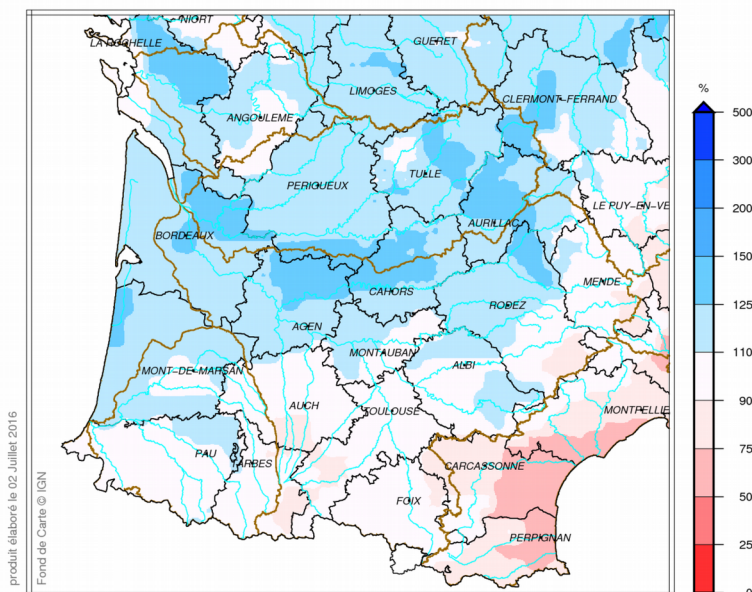 NIORT
LA ROCHELLE
GUERET
%
LIMOGES
CLERMONT-FERRAND
500
ANGOULEME
300
TULLE
PERIGUEUX
200
LE PUY-EN-VE
AURILLAC
BORDEAUX
150
MENDE
CAHORS
RODEZ
125
AGEN
110
MONTAUBAN
ALBI
MONT-DE-MARSAN
90
AUCH
TOULOUSE
MONTPELLIE
75
PAU
TARBES
CARCASSONNE
50
FOIX
PERPIGNAN
25
0
produit élaboré le 02 Juillet 2016
Fond de Carte © IGN